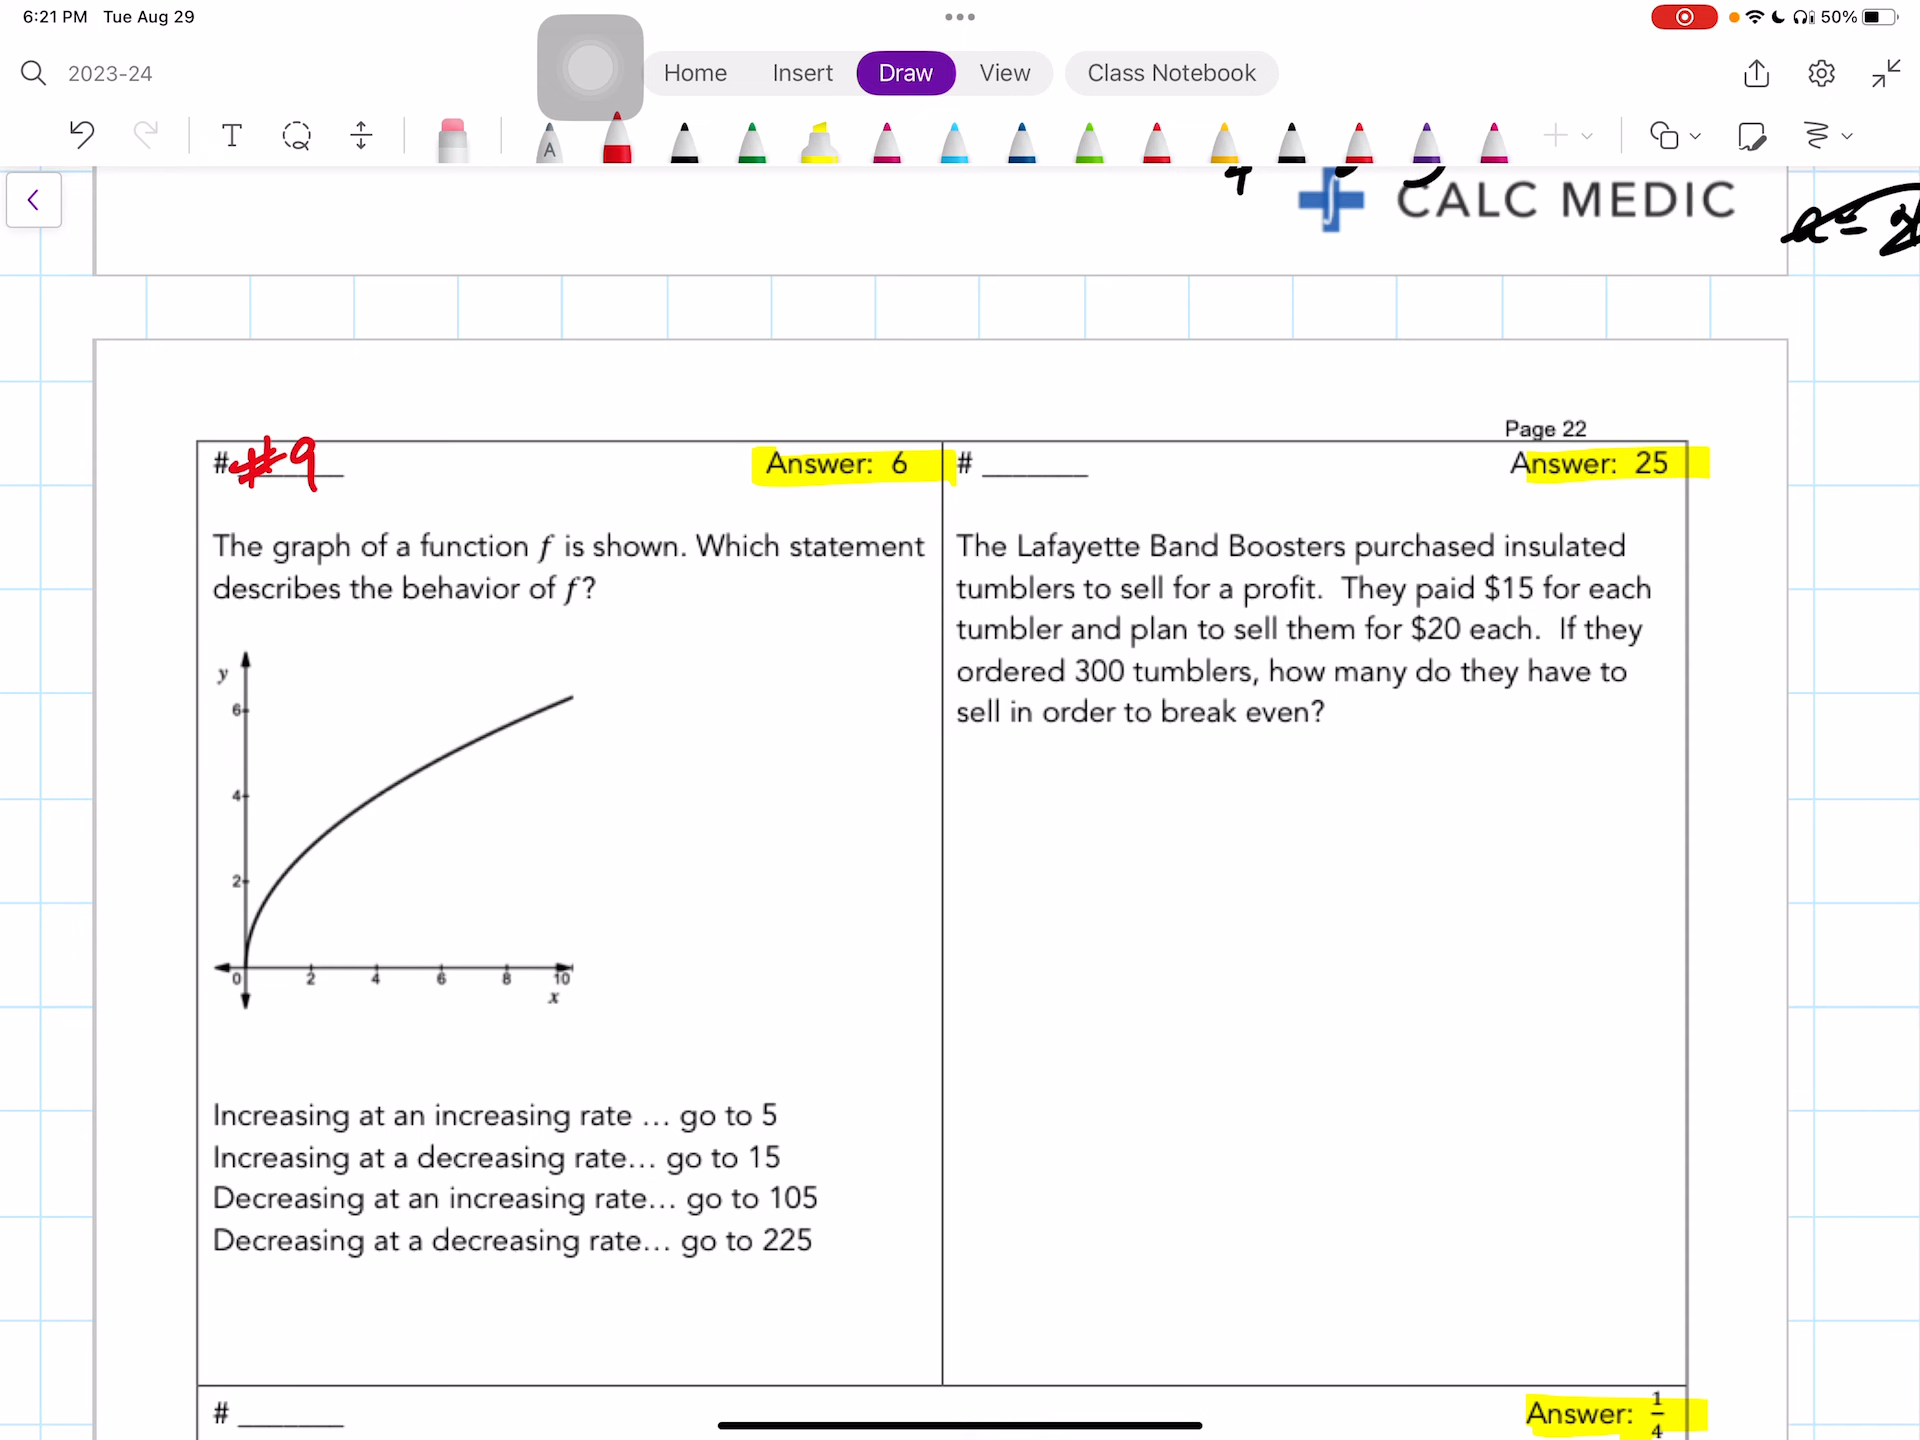 6:21 PM Tue Aug 29
50%
2023-24
Home Insert Draw View Class Notebook
T
A
CALC MEDIC
Page 22
# #9 Answer: 6
The graph of a function f is shown. Which statement
describes the behavior of f?
y
6
4
2
0 2 4 6 8 10
x
Increasing at an increasing rate … go to 5
Increasing at a decreasing rate… go to 15
Decreasing at an increasing rate… go to 105
Decreasing at a decreasing rate… go to 225
# _______ Answer: 25
The Lafayette Band Boosters purchased insulated
tumblers to sell for a profit. They paid $15 for each
tumbler and plan to sell them for $20 each. If they
ordered 300 tumblers, how many do they have to
sell in order to break even?
# _______ Answer: 1/4